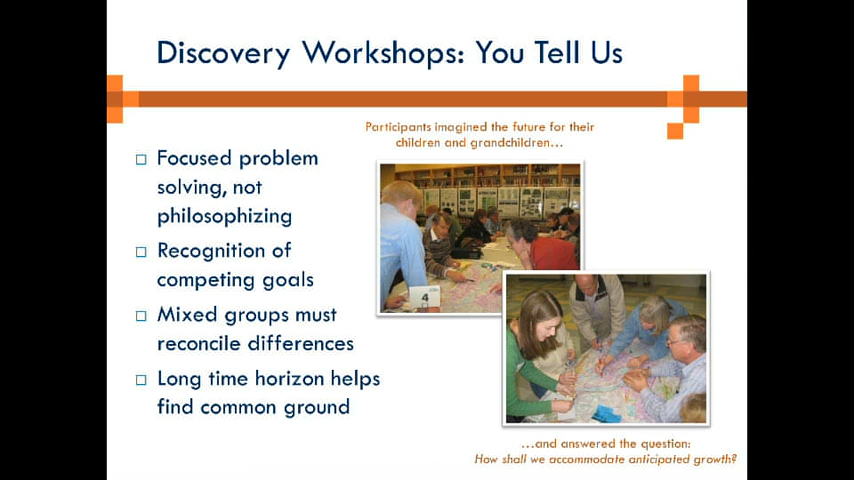 Discovery Workshops: You Tell Us
Participants imagined the future for their
children and grandchildren…
□ Focused problem
solving, not
philosophizing
□ Recognition of
competing goals
□ Mixed groups must
reconcile differences
□ Long time horizon helps
find common ground
4
…and answered the question:
How shall we accommodate anticipated growth?